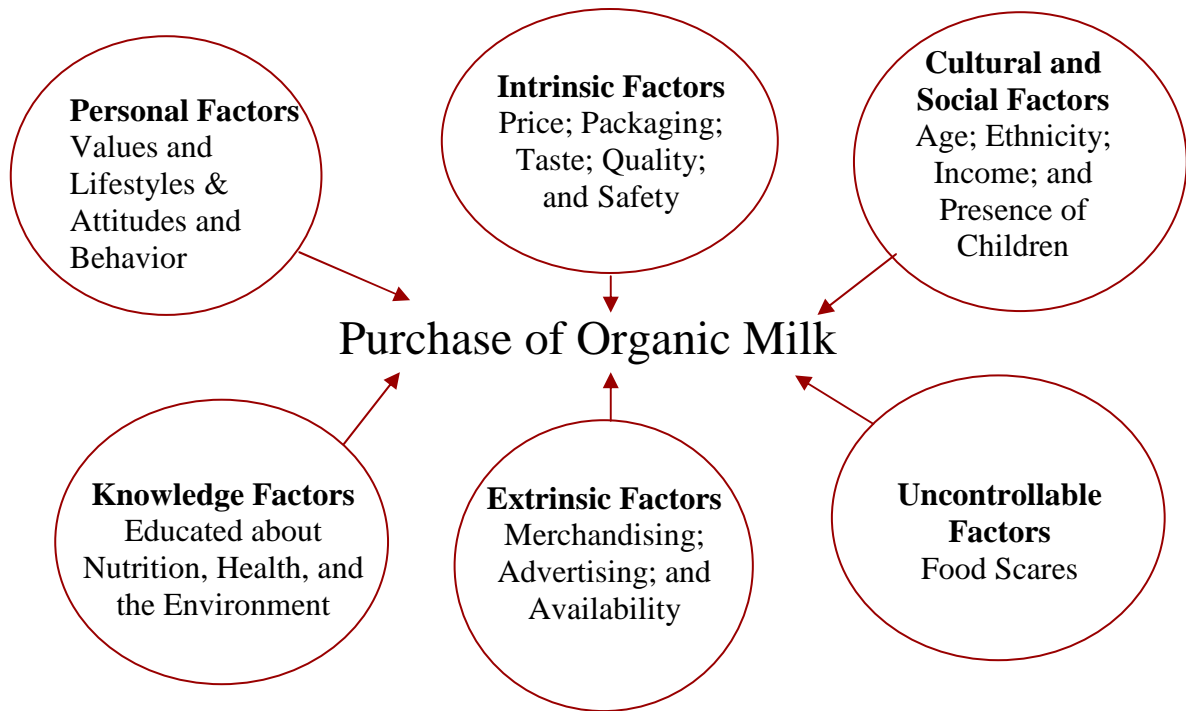 Personal Factors
Values and
Lifestyles &
Attitudes and
Behavior
Intrinsic Factors
Price; Packaging;
Taste; Quality;
and Safety
Cultural and
Social Factors
Age; Ethnicity;
Income; and
Presence of
Children
Purchase of Organic Milk
Knowledge Factors
Educated about
Nutrition, Health, and
the Environment
Extrinsic Factors
Merchandising;
Advertising; and
Availability
Uncontrollable
Factors
Food Scares